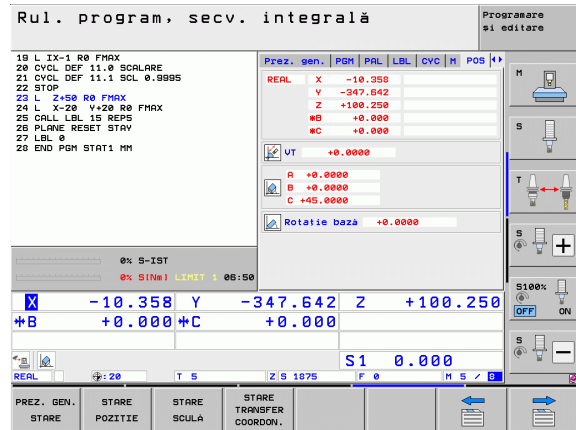 Rul. program, secv. integrală
Programare
și editare
19 L IX-1 R0 FMAX
20 CYCL DEF 11.0 SCALARE
21 CYCL DEF 11.1 SCL 0.9995
22 STOP
23 L Z+50 R0 FMAX
24 L X-20 Y+20 R0 FMAX
25 CALL LBL 15 REP5
26 PLANE RESET STAY
27 LBL 0
28 END PGM STAT1 MM
Prez. gen. PGM PAL LBL CYC M POS
REAL X -10.358
Y -347.642
Z +100.250
*B +0.000
*C +0.000
VT +0.0000
A +0.0000
B +0.0000
C +45.0000
Rotație bază +0.0000
0% S-IST
0% S[Nm] LIMIT 1 06:50
X -10.358 Y -347.642 Z +100.250
*B +0.000 *C +0.000
S1 0.000
REAL : 20 T 5 Z S 1875 F 0 M 5 / 8
M
S
T
S
S100%
OFF ON
S
PREZ. GEN.
STARE
STARE
POZIȚIE
STARE
SCULĂ
STARE
TRANSFER
COORDON.